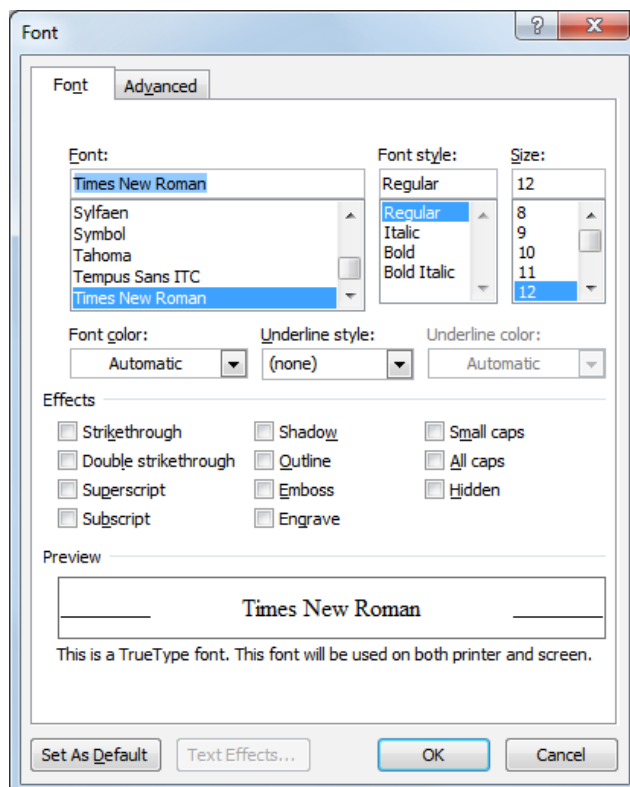 Font
Font Advanced
Font: Font style: Size:
Times New Roman Regular 12
Sylfaen Regular 8
Symbol Italic 9
Tahoma Bold 10
Tempus Sans ITC Bold Italic 11
Times New Roman 12
Font color: Underline style: Underline color:
Automatic (none) Automatic
Effects
Strikethrough Shadow Small caps
Double strikethrough Outline All caps
Superscript Emboss Hidden
Subscript Engrave
Preview
Times New Roman
This is a TrueType font. This font will be used on both printer and screen.
Set As Default Text Effects... OK Cancel